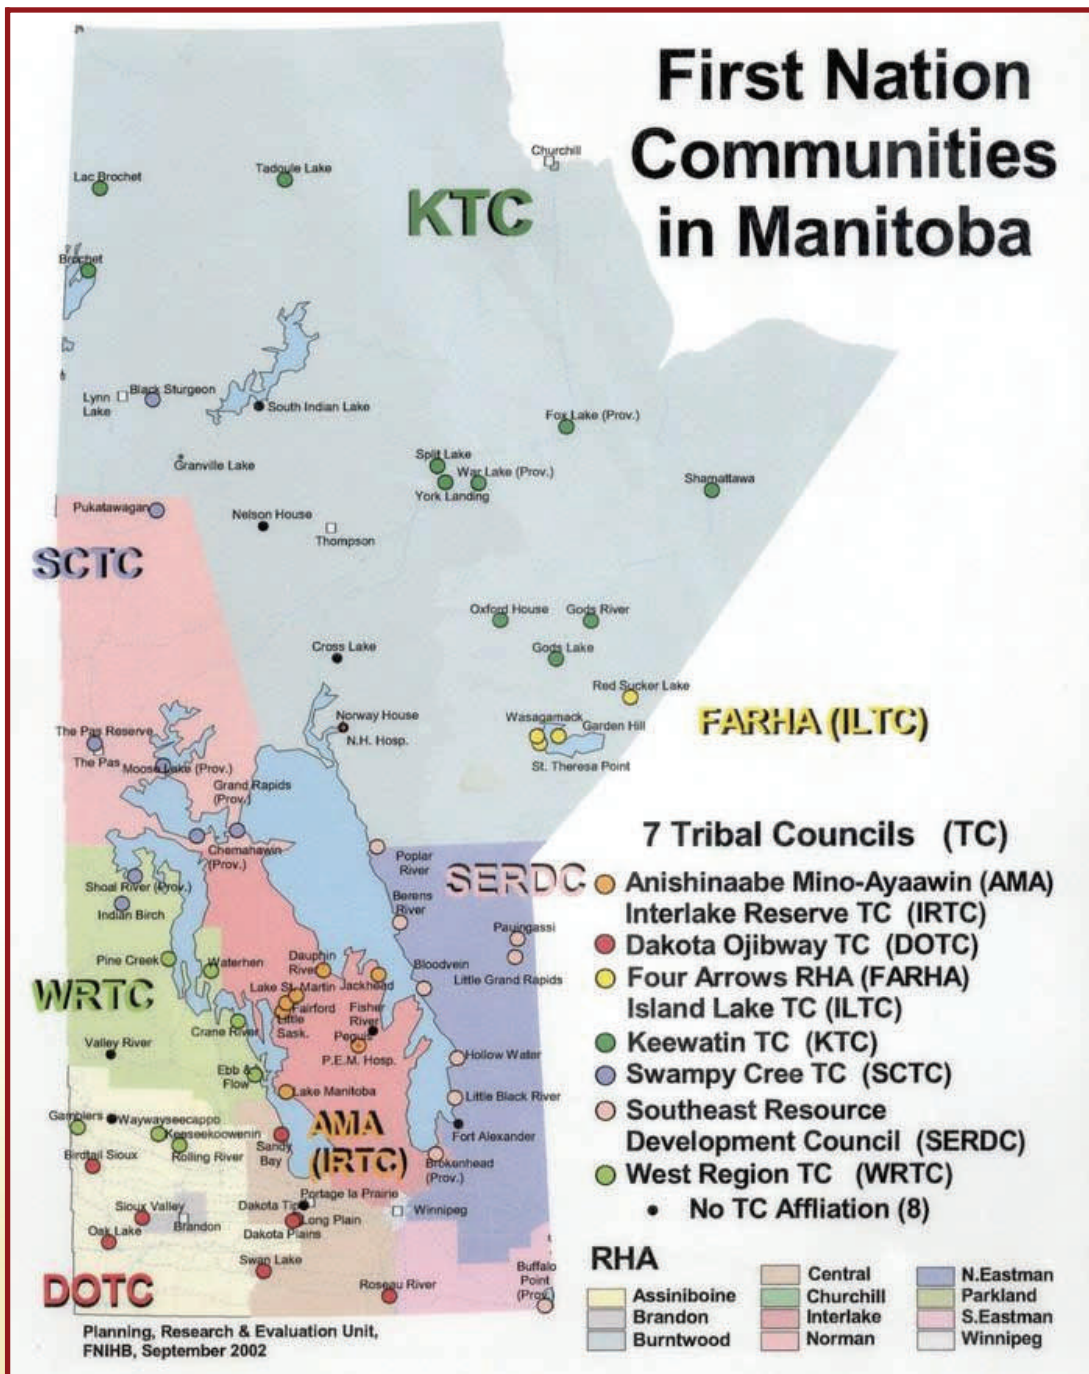 First Nation
Communities
in Manitoba
Churchill
Lac Brochet
Tadoule Lake
KTC
Brochet
Lynn
Lake
Black Sturgeon
South Indian Lake
Fox Lake (Prov.)
Granville Lake
Split Lake
War Lake (Prov.)
York Landing
Shamattawa
Pukatawagan
Nelson House
Thompson
SCTC
Oxford House
Gods River
Cross Lake
Gods Lake
Red Sucker Lake
Norway House
N.H. Hosp.
Wasagamack
Garden Hill
St. Theresa Point
FARHA (ILTC)
The Pas Reserve
The Pas
Moose Lake (Prov.)
Grand Rapids
(Prov.)
Chemahawin
(Prov.)
Poplar
River
SERDC
Shoal River (Prov.)
Indian Birch
Berens
River
Pauingassi
Pine Creek
Waterhen
Dauphin
River
Bloodvein
Little Grand Rapids
WRTC
Lake St. Martin
Jackhead
Fairford
Little
Sask.
Fisher
River
Crane River
Peguis
P.E.M. Hosp.
Valley River
Hollow Water
Ebb &
Flow
Lake Manitoba
Little Black River
Gamblers
Waywayseecappo
Keeseekoowenin
Rolling River
Sandy
Bay
AMA
(IRTC)
Fort Alexander
Birdtail Sioux
Brokenhead
(Prov.)
Sioux Valley
Brandon
Dakota Tip
Portage la Prairie
Long Plain
Dakota Plains
Winnipeg
Oak Lake
Swan Lake
Roseau River
Buffalo
Point
(Prov.)
DOTC
7 Tribal Councils (TC)
Anishinaabe Mino-Ayaawin (AMA)
Interlake Reserve TC (IRTC)
Dakota Ojibway TC (DOTC)
Four Arrows RHA (FARHA)
Island Lake TC (ILTC)
Keewatin TC (KTC)
Swampy Cree TC (SCTC)
Southeast Resource
Development Council (SERDC)
West Region TC (WRTC)
No TC Affliation (8)
RHA
Assiniboine
Brandon
Burntwood
Central
Churchill
Interlake
Norman
N.Eastman
Parkland
S.Eastman
Winnipeg
Planning, Research & Evaluation Unit,
FNIHB, September 2002